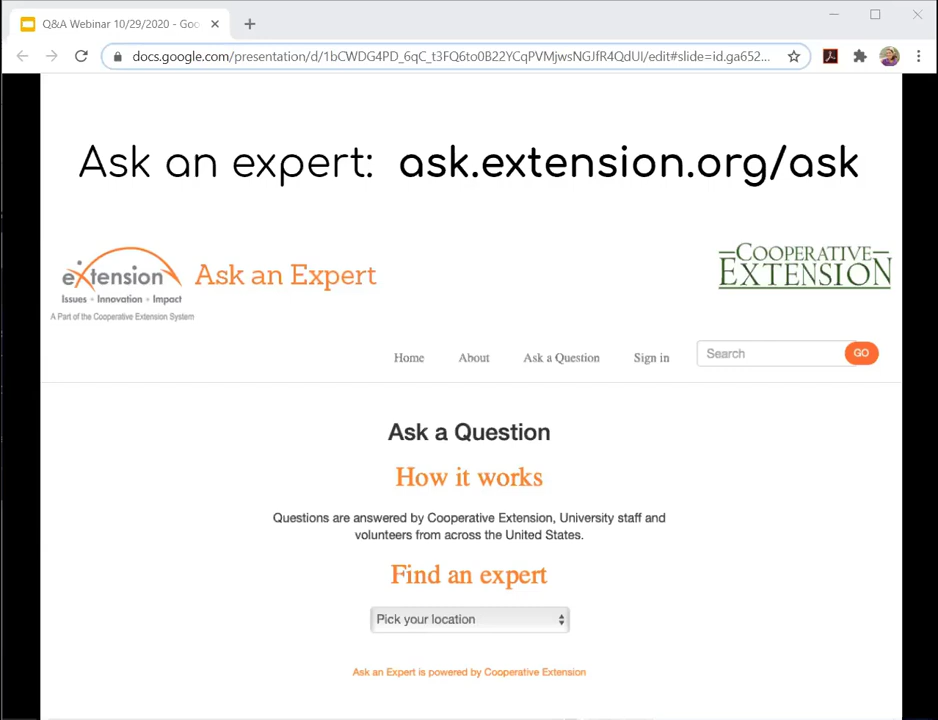 Q&A Webinar 10/29/2020 - Goo
docs.google.com/presentation/d/1bCWDG4PD_6qC_t3FQ6to0B22YCqPVMjwsNGJfR4QdUI/edit#slide=id.ga652...
Ask an expert: ask.extension.org/ask
eXtension
Issues • Innovation • Impact
A Part of the Cooperative Extension System
Ask an Expert
COOPERATIVE
EXTENSION
Home About Ask a Question Sign in Search GO
Ask a Question
How it works
Questions are answered by Cooperative Extension, University staff and
volunteers from across the United States.
Find an expert
Pick your location
Ask an Expert is powered by Cooperative Extension